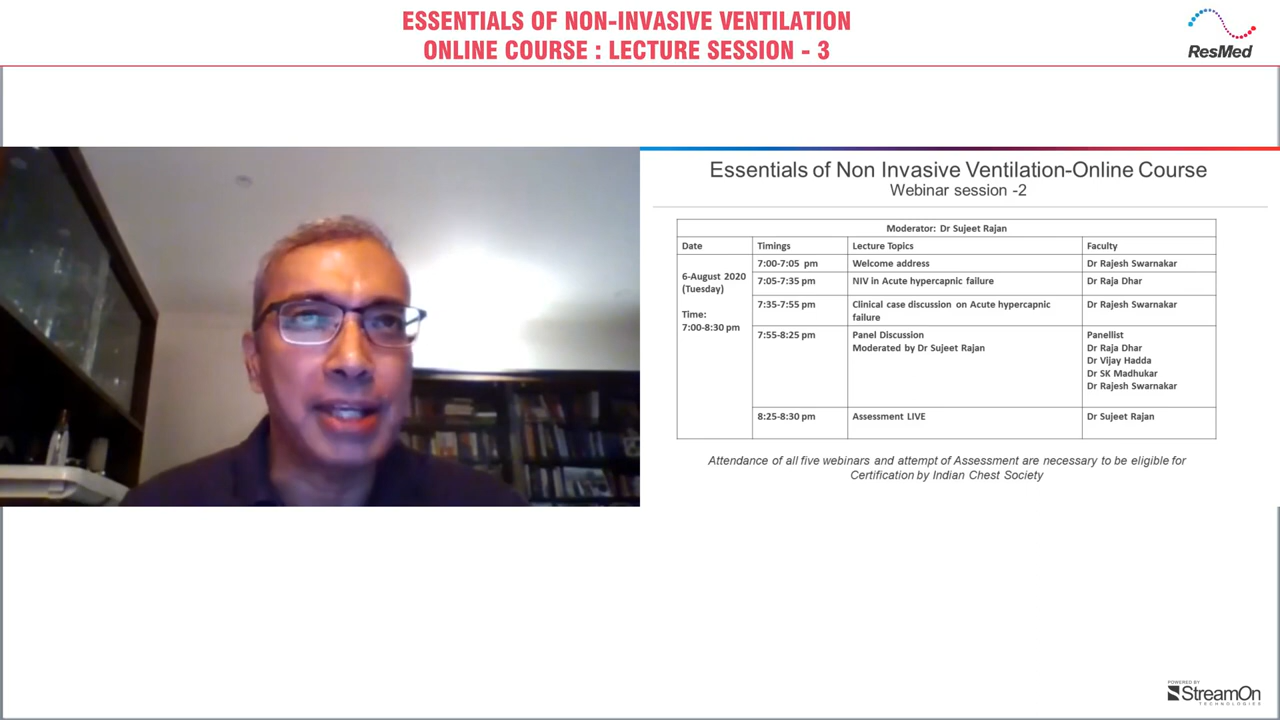 ESSENTIALS OF NON-INVASIVE VENTILATION
ONLINE COURSE : LECTURE SESSION - 3
ResMed
Essentials of Non Invasive Ventilation-Online Course
Webinar session -2
Moderator: Dr Sujeet Rajan
Date Timings Lecture Topics Faculty
6-August 2020
(Tuesday)
Time:
7:00-8:30 pm
7:00-7:05 pm Welcome address Dr Rajesh Swarnakar
7:05-7:35 pm NIV in Acute hypercapnic failure Dr Raja Dhar
7:35-7:55 pm Clinical case discussion on Acute hypercapnic Dr Rajesh Swarnakar
failure
7:55-8:25 pm Panel Discussion Panellist
Moderated by Dr Sujeet Rajan Dr Raja Dhar
Dr Vijay Hadda
Dr SK Madhukar
Dr Rajesh Swarnakar
8:25-8:30 pm Assessment LIVE Dr Sujeet Rajan
Attendance of all five webinars and attempt of Assessment are necessary to be eligible for
Certification by Indian Chest Society
POWERED BY
StreamOn
TECHNOLOGIES